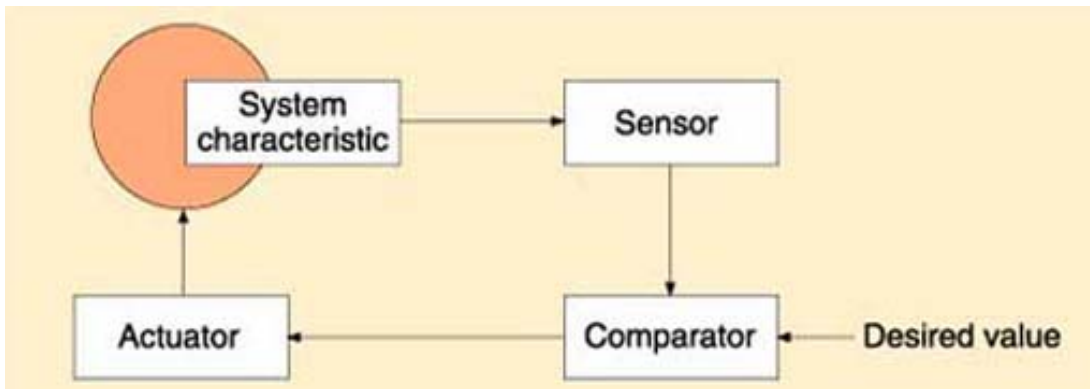 System
characteristic
Sensor
Actuator
Comparator
Desired value